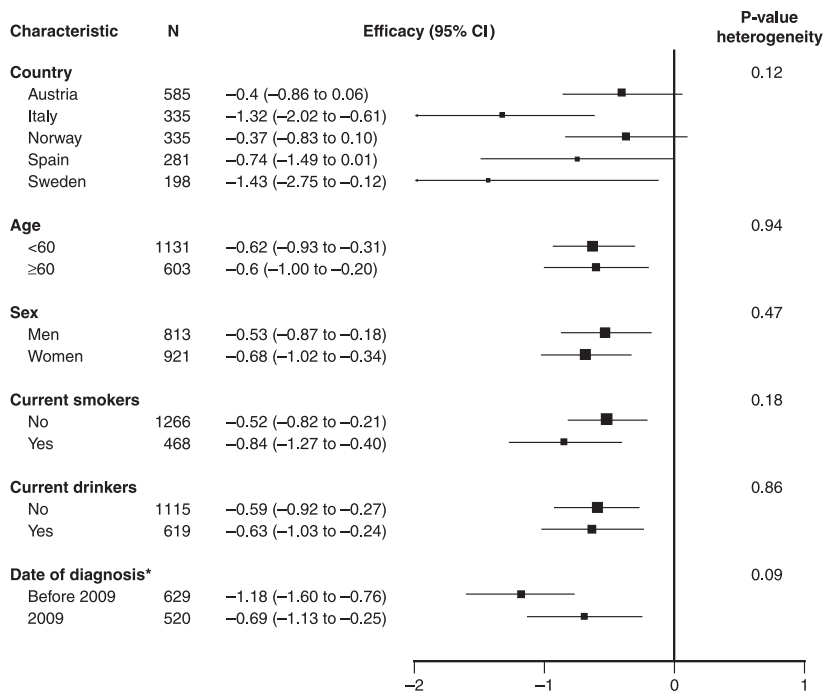 Characteristic N Efficacy (95% CI) P-value heterogeneity
Country 0.12
Austria 585 −0.4 (−0.86 to 0.06)
Italy 335 −1.32 (−2.02 to −0.61)
Norway 335 −0.37 (−0.83 to 0.10)
Spain 281 −0.74 (−1.49 to 0.01)
Sweden 198 −1.43 (−2.75 to −0.12)
Age 0.94
<60 1131 −0.62 (−0.93 to −0.31)
≥60 603 −0.6 (−1.00 to −0.20)
Sex 0.47
Men 813 −0.53 (−0.87 to −0.18)
Women 921 −0.68 (−1.02 to −0.34)
Current smokers 0.18
No 1266 −0.52 (−0.82 to −0.21)
Yes 468 −0.84 (−1.27 to −0.40)
Current drinkers 0.86
No 1115 −0.59 (−0.92 to −0.27)
Yes 619 −0.63 (−1.03 to −0.24)
Date of diagnosis* 0.09
Before 2009 629 −1.18 (−1.60 to −0.76)
2009 520 −0.69 (−1.13 to −0.25)
−2 −1 0 1